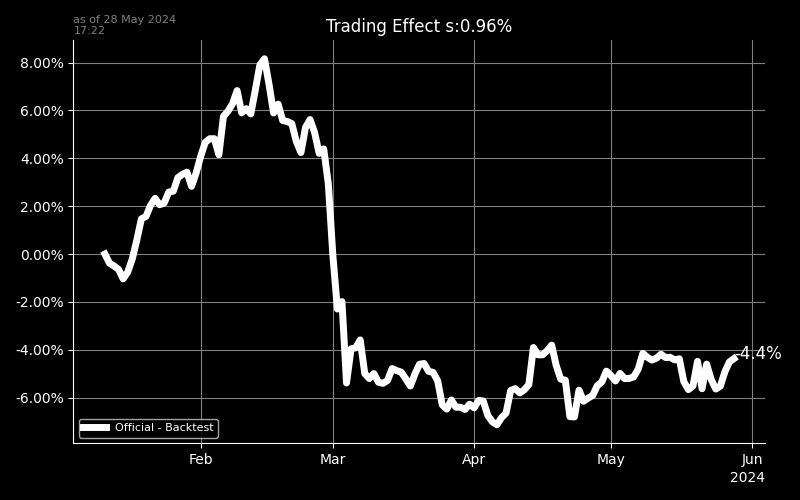 as of 28 May 2024
17:22
Trading Effect s:0.96%
8.00%
6.00%
4.00%
2.00%
0.00%
-2.00%
-4.00%
-6.00%
-4.4%
Official - Backtest
Feb
Mar
Apr
May
Jun
2024